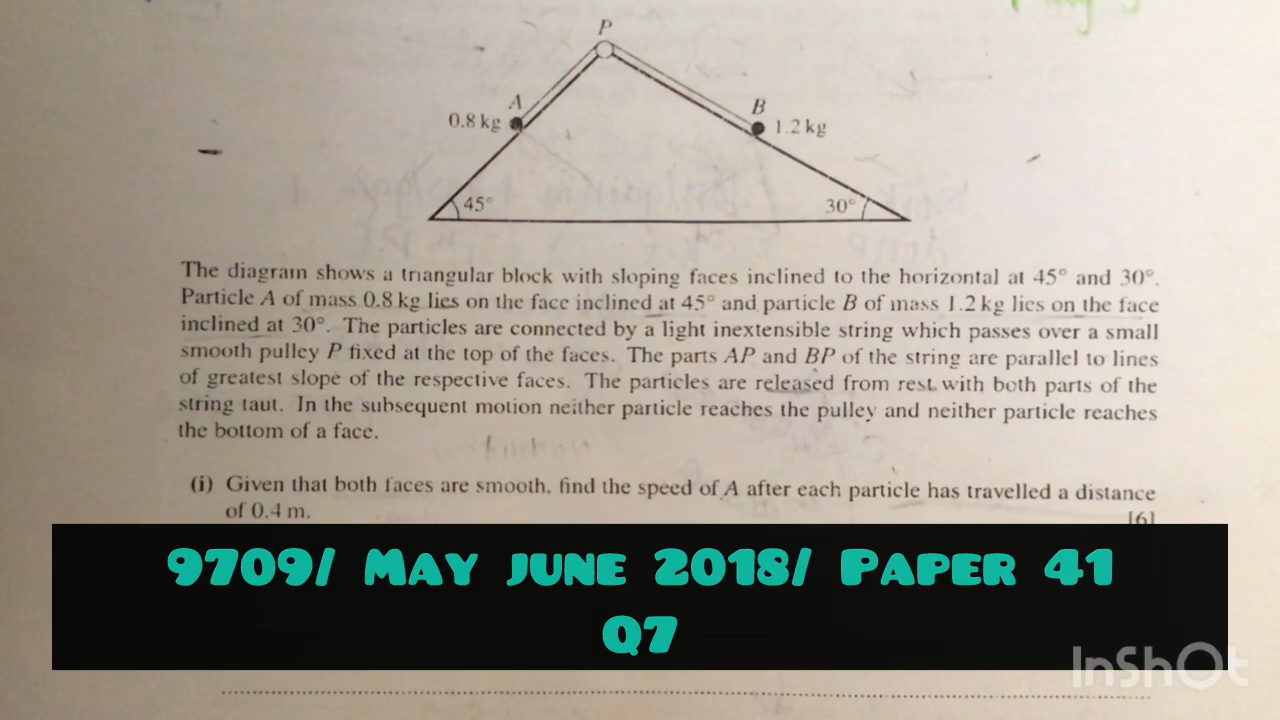 P
A
0.8 kg
B
1.2 kg
45°
30°
The diagram shows a triangular block with sloping faces inclined to the horizontal at 45° and 30°.
Particle A of mass 0.8 kg lies on the face inclined at 45° and particle B of mass 1.2 kg lies on the face
inclined at 30°. The particles are connected by a light inextensible string which passes over a small
smooth pulley P fixed at the top of the faces. The parts AP and BP of the string are parallel to lines
of greatest slope of the respective faces. The particles are released from rest with both parts of the
string taut. In the subsequent motion neither particle reaches the pulley and neither particle reaches
the bottom of a face.
(i) Given that both faces are smooth, find the speed of A after each particle has travelled a distance
of 0.4 m. [6]
9709/ May june 2018/ Paper 41
Q7
InShOt